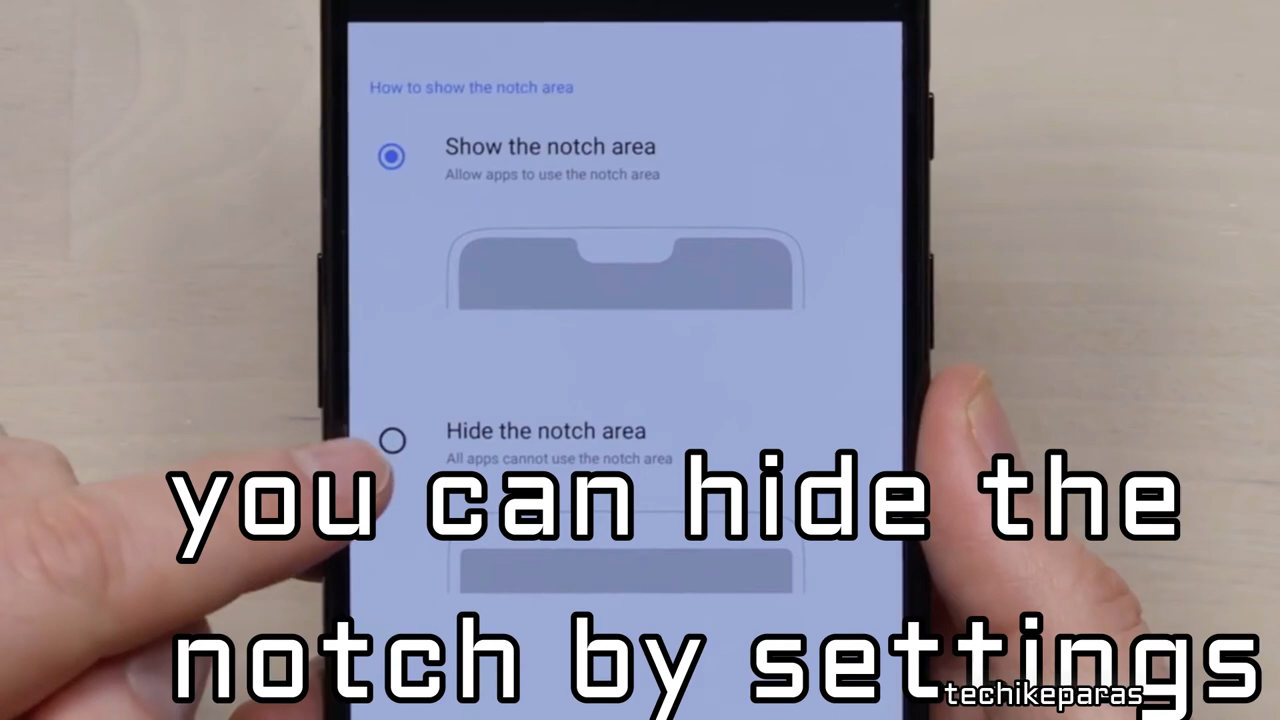 How to show the notch area
Show the notch area
Allow apps to use the notch area
Hide the notch area
All apps cannot use the notch area
you can hide the
notch by settings
techikeparas